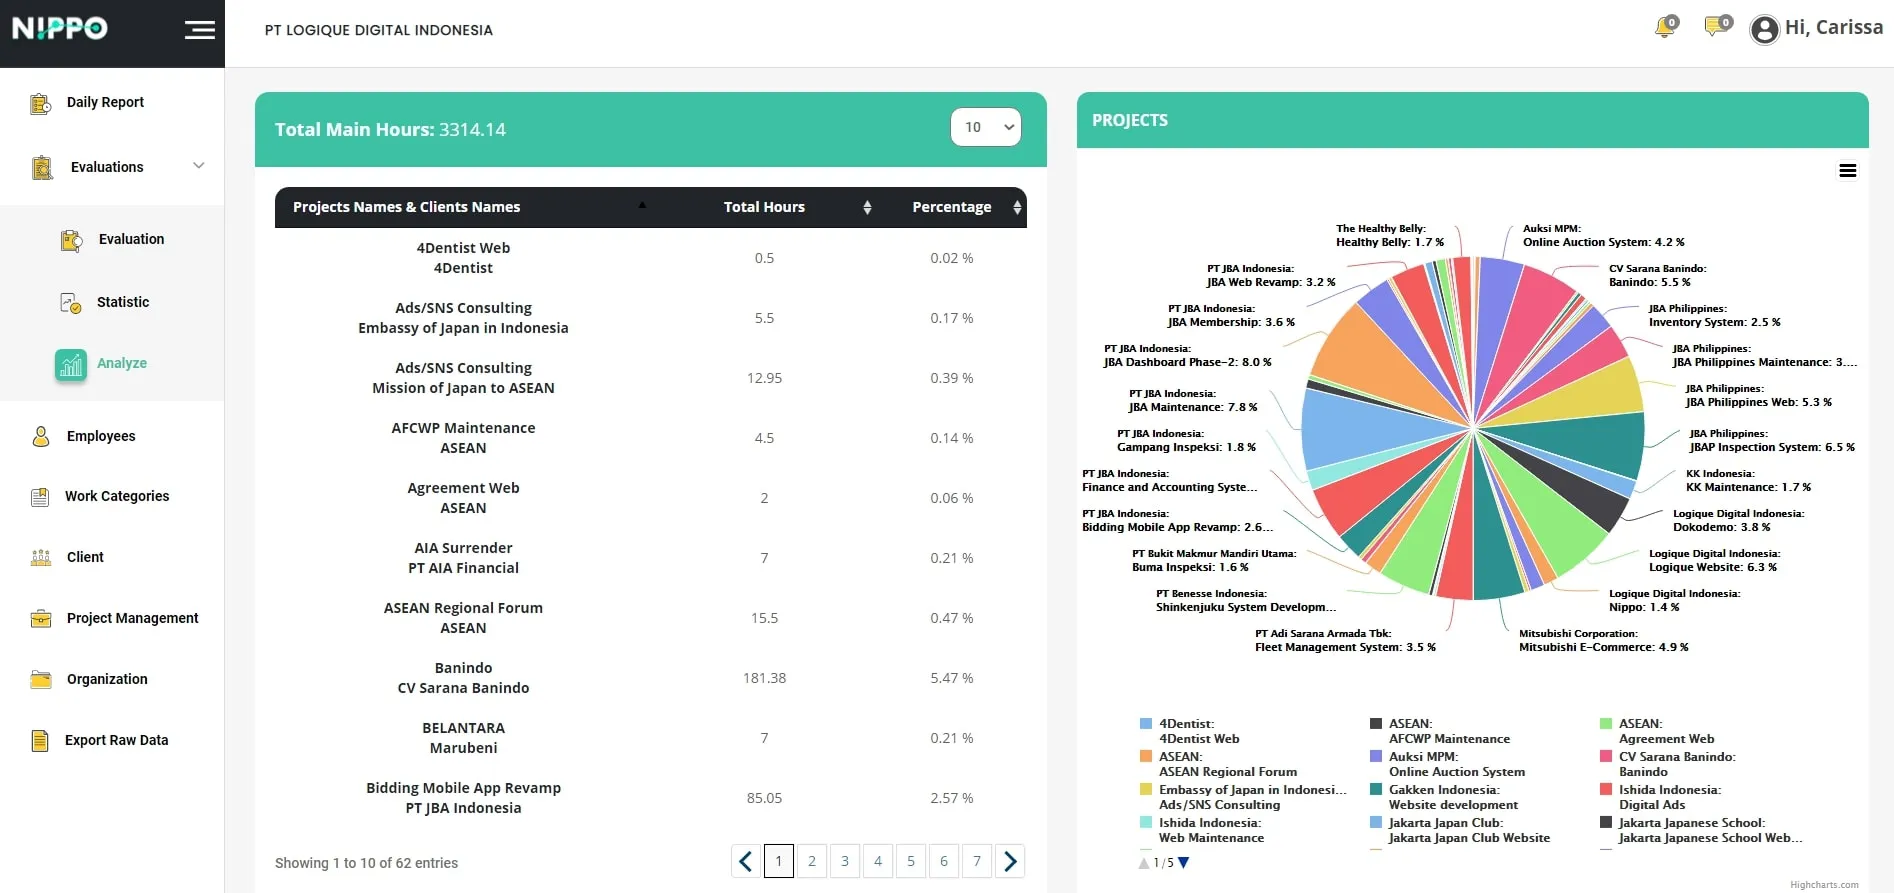 NIPPO
PT LOGIQUE DIGITAL INDONESIA
0
0
Hi, Carissa
Daily Report
Evaluations
Evaluation
Statistic
Analyze
Employees
Work Categories
Client
Project Management
Organization
Export Raw Data
Total Main Hours: 3314.14
10
Projects Names & Clients Names Total Hours Percentage
4Dentist Web
4Dentist
0.5 0.02 %
Ads/SNS Consulting
Embassy of Japan in Indonesia
5.5 0.17 %
Ads/SNS Consulting
Mission of Japan to ASEAN
12.95 0.39 %
AFCWP Maintenance
ASEAN
4.5 0.14 %
Agreement Web
ASEAN
2 0.06 %
AIA Surrender
PT AIA Financial
7 0.21 %
ASEAN Regional Forum
ASEAN
15.5 0.47 %
Banindo
CV Sarana Banindo
181.38 5.47 %
BELANTARA
Marubeni
7 0.21 %
Bidding Mobile App Revamp
PT JBA Indonesia
85.05 2.57 %
Showing 1 to 10 of 62 entries
1 2 3 4 5 6 7
PROJECTS
The Healthy Belly:
Healthy Belly: 1.7 %
PT JBA Indonesia:
JBA Web Revamp: 3.2 %
PT JBA Indonesia:
JBA Membership: 3.6 %
PT JBA Indonesia:
JBA Dashboard Phase-2: 8.0 %
PT JBA Indonesia:
JBA Maintenance: 7.8 %
PT JBA Indonesia:
Gampang Inspeksi: 1.8 %
PT JBA Indonesia:
Finance and Accounting Syste...
PT JBA Indonesia:
Bidding Mobile App Revamp: 2.6...
PT Bukit Makmur Mandiri Utama:
Buma Inspeksi: 1.6 %
PT Benesse Indonesia:
Shinkenjuku System Developm...
PT Adi Sarana Armada Tbk:
Fleet Management System: 3.5 %
Auksi MPM:
Online Auction System: 4.2 %
CV Sarana Banindo:
Banindo: 5.5 %
JBA Philippines:
Inventory System: 2.5 %
JBA Philippines:
JBA Philippines Maintenance: 3....
JBA Philippines:
JBA Philippines Web: 5.3 %
JBA Philippines:
JBAP Inspection System: 6.5 %
KK Indonesia:
KK Maintenance: 1.7 %
Logique Digital Indonesia:
Dokodemo: 3.8 %
Logique Digital Indonesia:
Logique Website: 6.3 %
Logique Digital Indonesia:
Nippo: 1.4 %
Mitsubishi Corporation:
Mitsubishi E-Commerce: 4.9 %
4Dentist:
4Dentist Web
ASEAN:
AFCWP Maintenance
ASEAN:
Agreement Web
ASEAN:
ASEAN Regional Forum
Auksi MPM:
Online Auction System
CV Sarana Banindo:
Banindo
Embassy of Japan in Indonesi...
Ads/SNS Consulting
Gakken Indonesia:
Website development
Ishida Indonesia:
Digital Ads
Ishida Indonesia:
Web Maintenance
Jakarta Japan Club:
Jakarta Japan Club Website
Jakarta Japanese School:
Jakarta Japanese School Web...
1/5
Highcharts.com